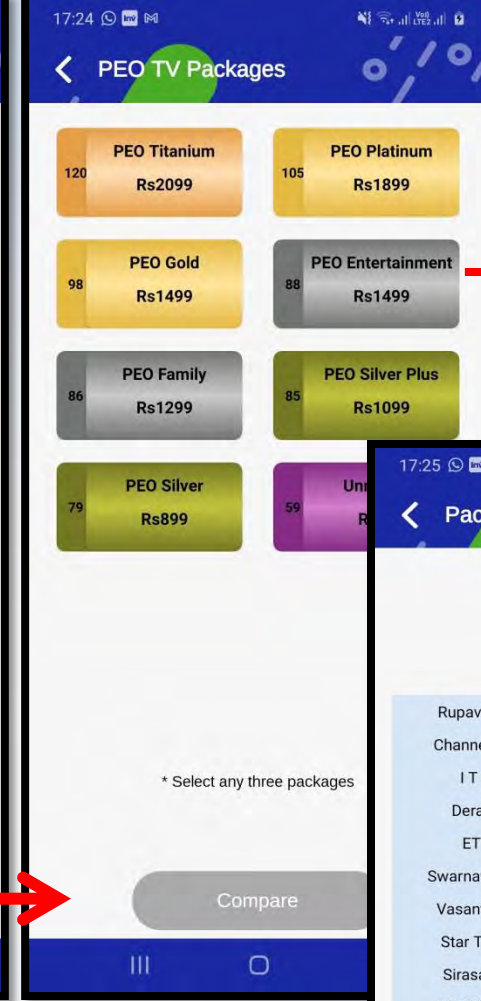 17:24
PEO TV Packages
120
PEO Titanium
Rs2099
105
PEO Platinum
Rs1899
98
PEO Gold
Rs1499
88
PEO Entertainment
Rs1499
86
PEO Family
Rs1299
85
PEO Silver Plus
Rs1099
79
PEO Silver
Rs899
59
* Select any three packages
Compare
17:25
I T
ET
Star T